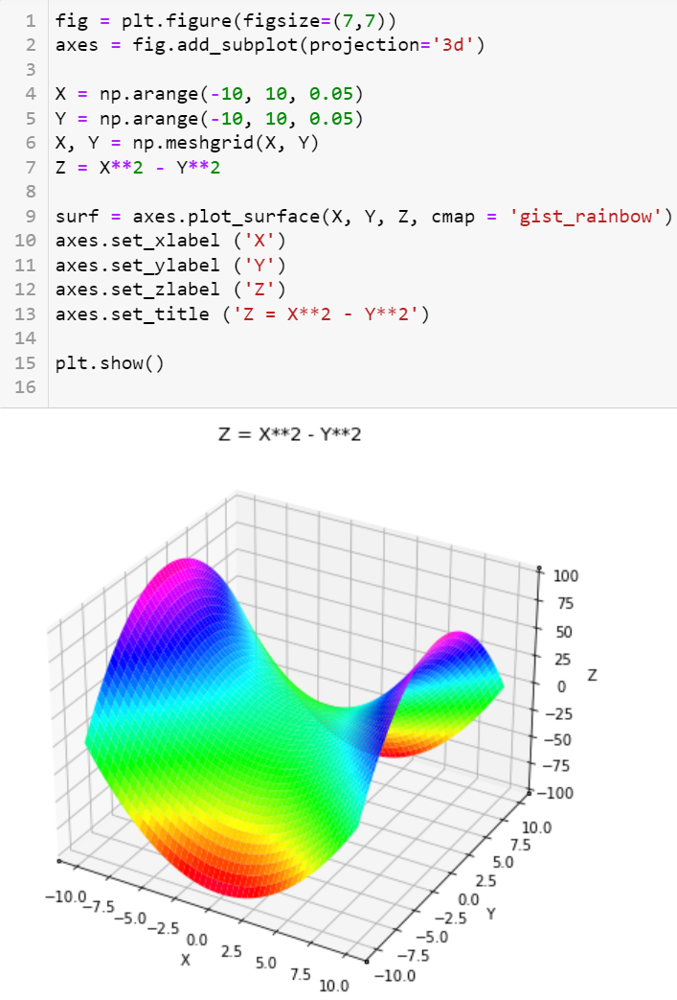 1 fig = plt.figure(figsize=(7,7))
2 axes = fig.add_subplot(projection='3d')
3
4 X = np.arange(-10, 10, 0.05)
5 Y = np.arange(-10, 10, 0.05)
6 X, Y = np.meshgrid(X, Y)
7 Z = X**2 - Y**2
8
9 surf = axes.plot_surface(X, Y, Z, cmap = 'gist_rainbow')
10 axes.set_xlabel ('X')
11 axes.set_ylabel ('Y')
12 axes.set_zlabel ('Z')
13 axes.set_title ('Z = X**2 - Y**2')
14
15 plt.show()
16
Z = X**2 - Y**2
100
75
50
25
0
−25
−50
−75
−100
Z
10.0
7.5
5.0
2.5
0.0
−2.5
−5.0
−7.5
−10.0
Y
−10.0
−7.5
−5.0
−2.5
0.0
2.5
5.0
7.5
10.0
X